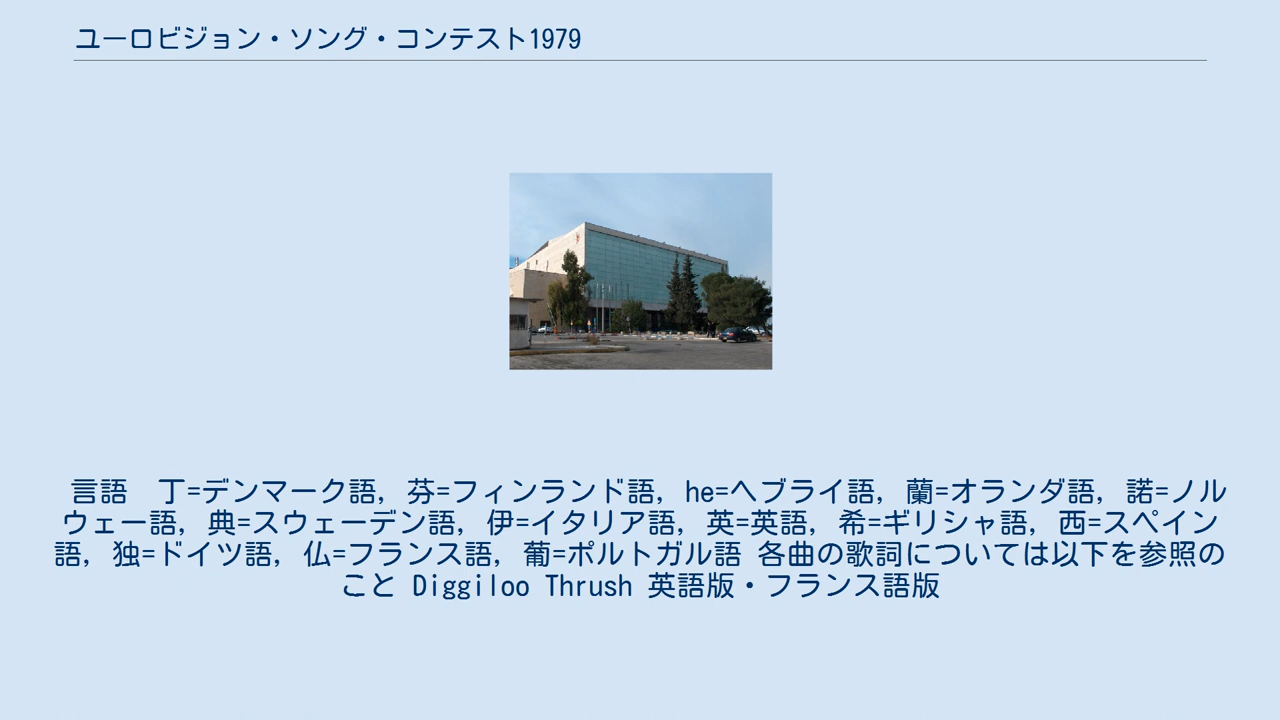 ユーロビジョン・ソング・コンテスト1979
言語　丁=デンマーク語, 芬=フィンランド語, he=ヘブライ語, 蘭=オランダ語, 諾=ノル
ウェー語, 典=スウェーデン語, 伊=イタリア語, 英=英語, 希=ギリシャ語, 西=スペイン
語, 独=ドイツ語, 仏=フランス語, 葡=ポルトガル語 各曲の歌詞については以下を参照の
こと Diggiloo Thrush 英語版・フランス語版